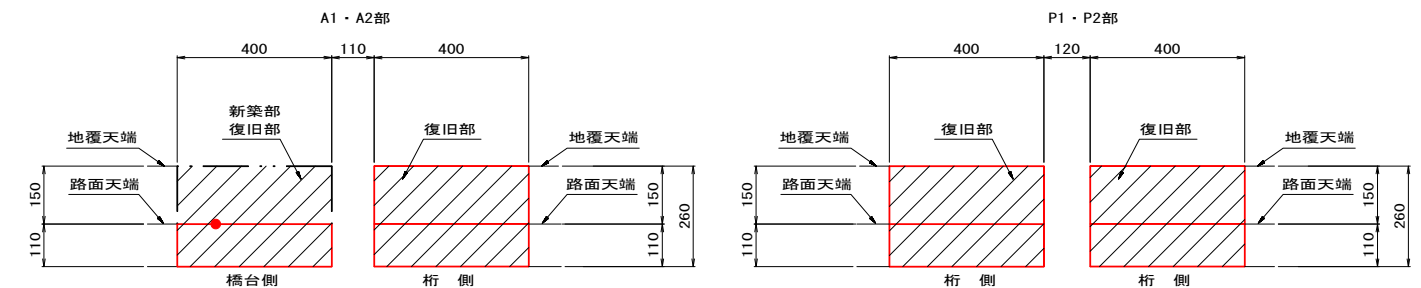 A1・A2部
400
110
400
新築部
復旧部
復旧部
地覆天端
地覆天端
路面天端
路面天端
150
110
150
110
260
橋台側
桁 側
P1・P2部
400
120
400
復旧部
復旧部
地覆天端
地覆天端
路面天端
路面天端
150
110
150
110
260
桁 側
桁 側